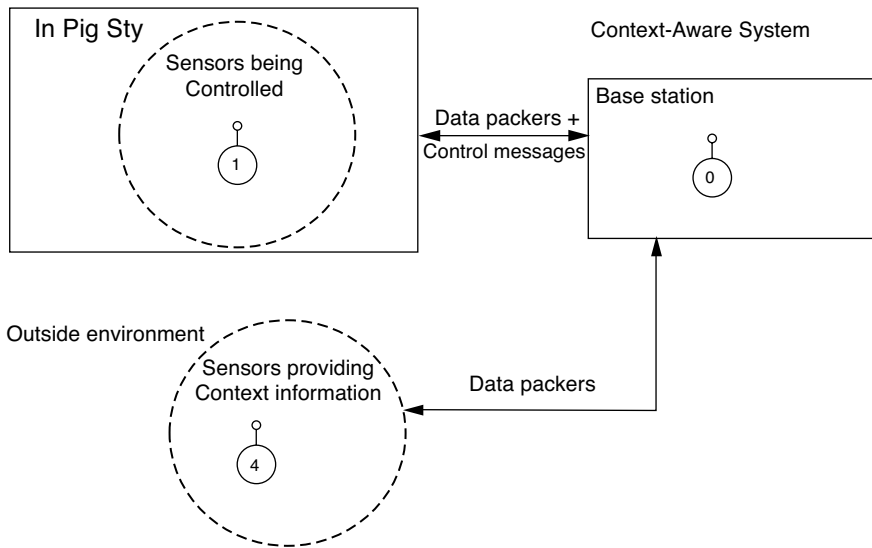 In Pig Sty
Sensors being
Controlled
1
Context-Aware System
Base station
0
Data packers +
Control messages
Outside environment
Sensors providing
Context information
4
Data packers